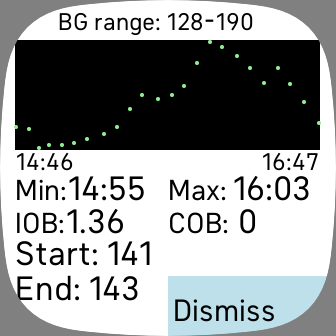 BG range: 128-190
14:46 16:47
Min:14:55 Max: 16:03
IOB:1.36 COB: 0
Start: 141
End: 143
Dismiss